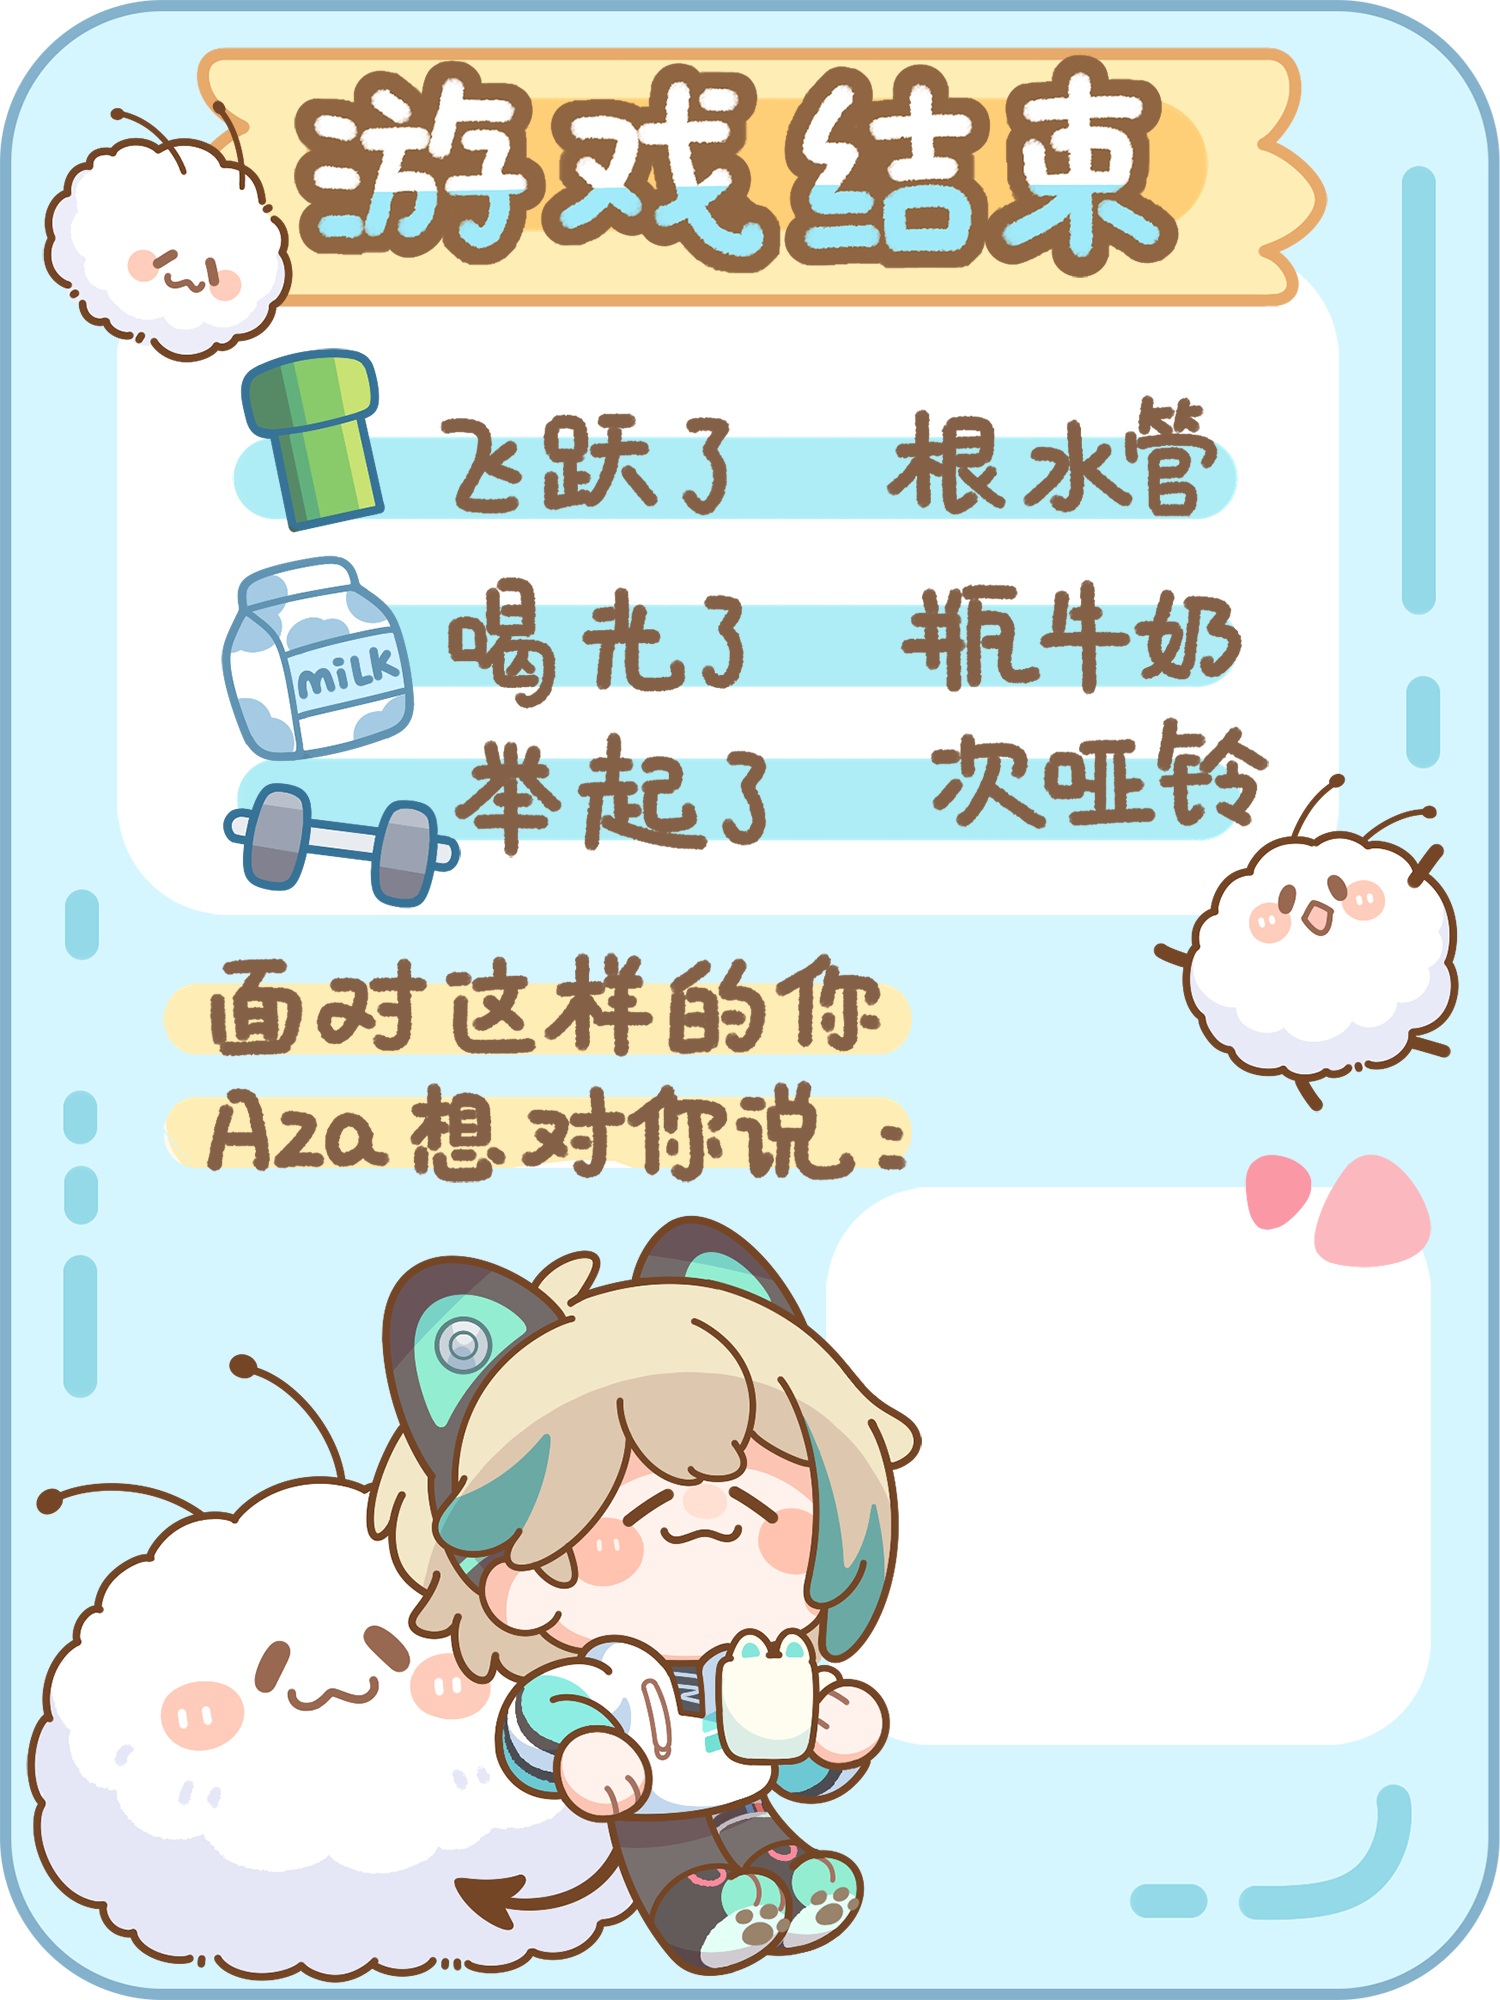 游戏结束
飞跃了 根水管
milk
喝光了 瓶牛奶
举起了 次哑铃
面对这样的你
Aza想对你说：
IN